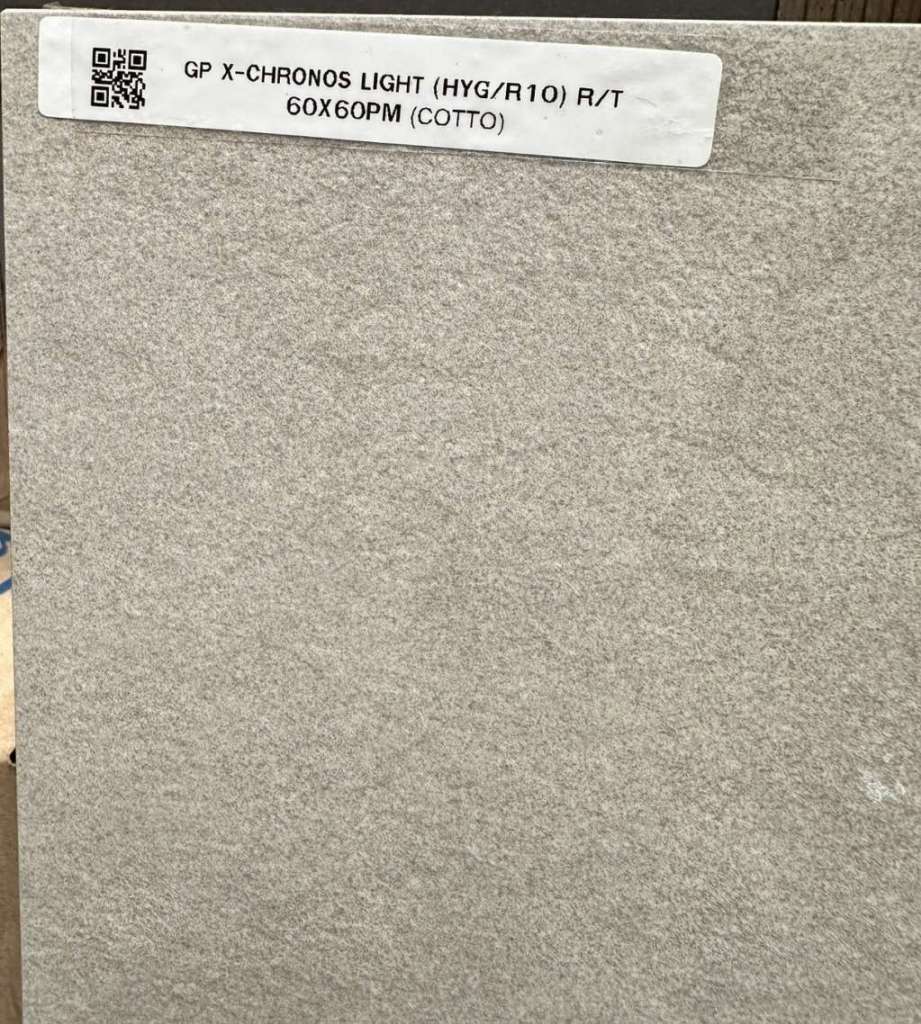 GP X-CHRONOS LIGHT (HYG/R10) R/T
60X60PM (COTTO)